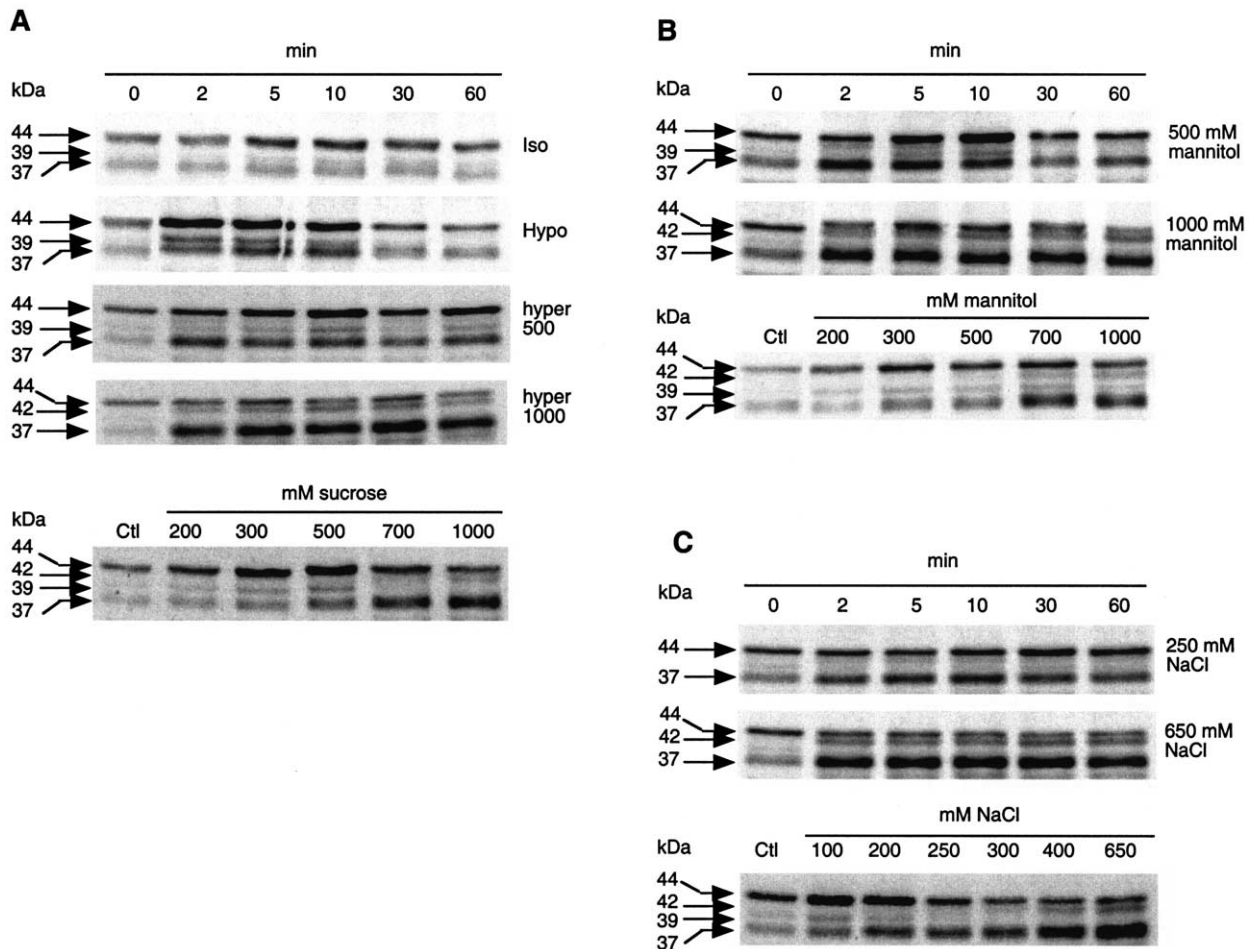 A
min
kDa
0 2 5 10 30 60
44
39
37
Iso
44
39
37
Hypo
44
39
37
hyper
500
44
42
37
hyper
1000
mM sucrose
kDa
Ctl 200 300 500 700 1000
44
42
39
37
B
min
kDa
0 2 5 10 30 60
44
39
37
500 mM
mannitol
44
42
37
1000 mM
mannitol
mM mannitol
kDa
Ctl 200 300 500 700 1000
44
42
39
37
C
min
kDa
0 2 5 10 30 60
44
37
250 mM
NaCl
44
42
37
650 mM
NaCl
mM NaCl
kDa
Ctl 100 200 250 300 400 650
44
42
39
37